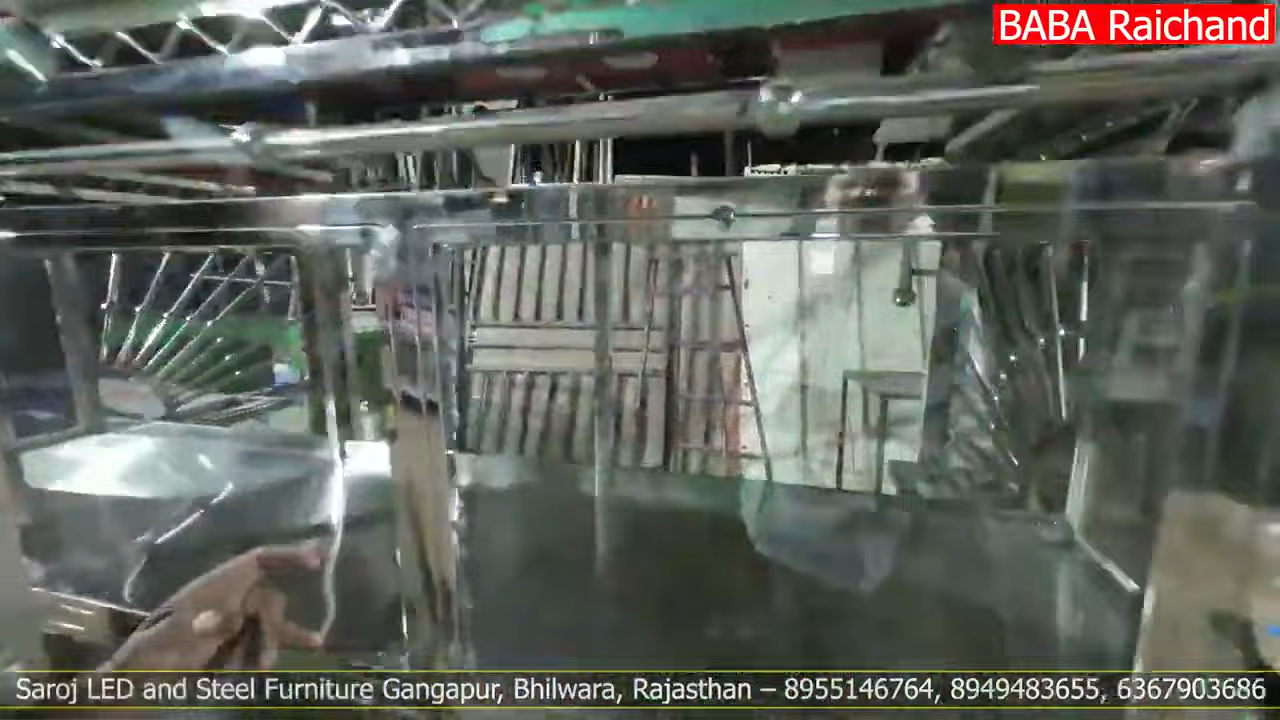 BABA Raichand
Saroj LED and Steel Furniture Gangapur, Bhilwara, Rajasthan – 8955146764, 8949483655, 6367903686